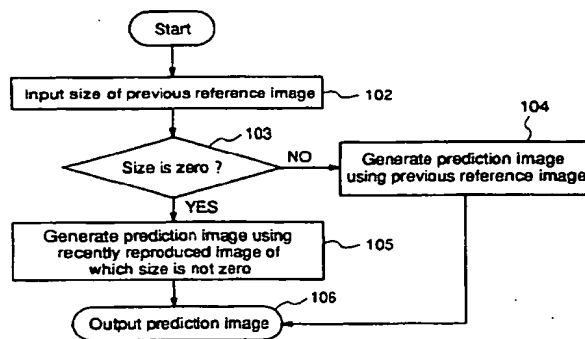 Start
Input size of previous reference image
102
103
104
Size is zero ?
NO
Generate prediction image
using previous reference image
YES
Generate prediction image using
recently reproduced image of
which size is not zero
105
106
Output prediction image